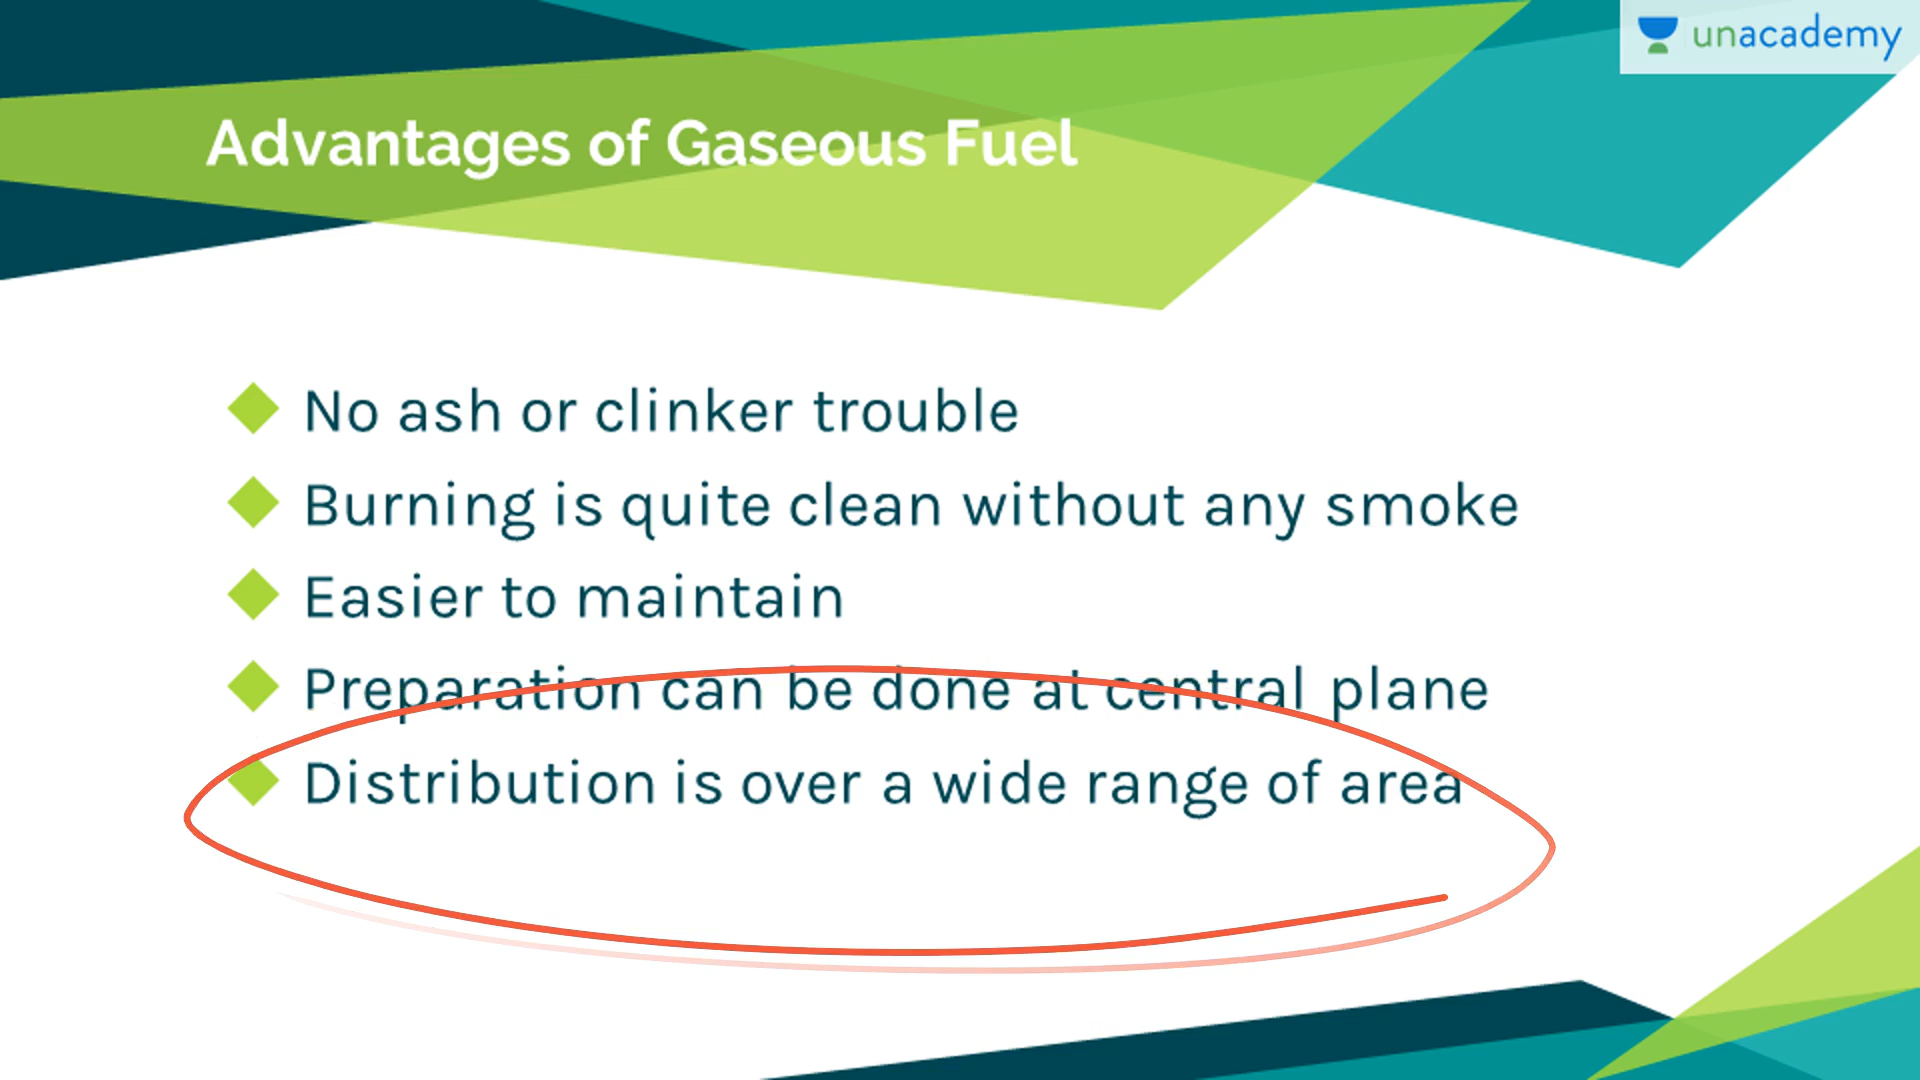 unacademy
Advantages of Gaseous Fuel
No ash or clinker trouble
Burning is quite clean without any smoke
Easier to maintain
Preparation can be done at central plane
Distribution is over a wide range of area